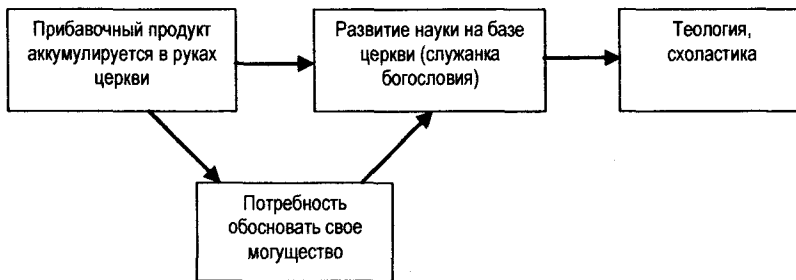 Прибавочный продукт
аккумулируется в руках
церкви
Развитие науки на базе
церкви (служанка
богословия)
Теология,
схоластика
Потребность
обосновать свое
могущество